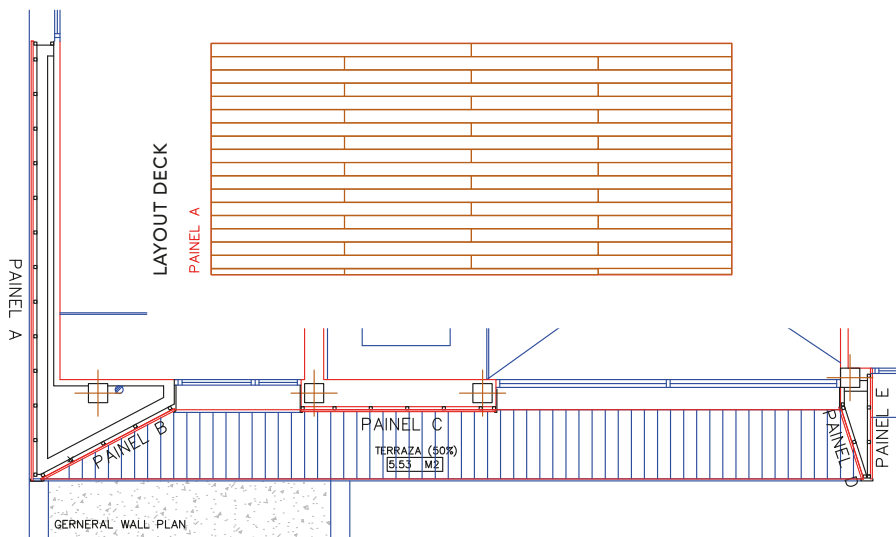 LAYOUT DECK
PAINEL A
PAINEL A
PAINEL B
PAINEL C
TERRAZA (50%)
5.53 M2
PAINEL D
PAINEL E
GERNERAL WALL PLAN